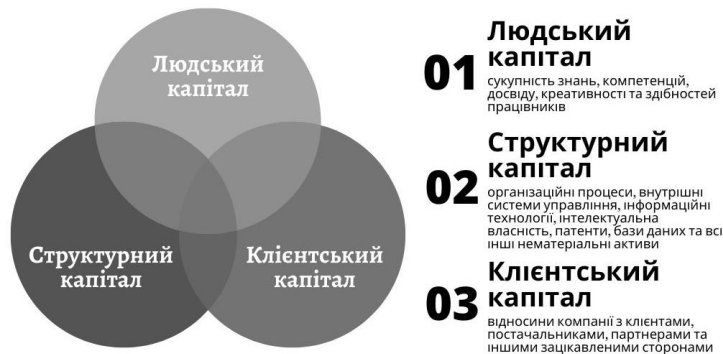 Людський
капітал
Структурний
капітал
Клієнтський
капітал
01
Людський
капітал
сукупність знань, компетенцій,
досвіду, креативності та здібностей
працівників
02
Структурний
капітал
організаційні процеси, внутрішні
системи управління, інформаційні
технології, інтелектуальна
власність, патенти, бази даних та всі
інші нематеріальні активи
03
Клієнтський
капітал
відносини компанії з клієнтами,
постачальниками, партнерами та
іншими зацікавленими сторонами